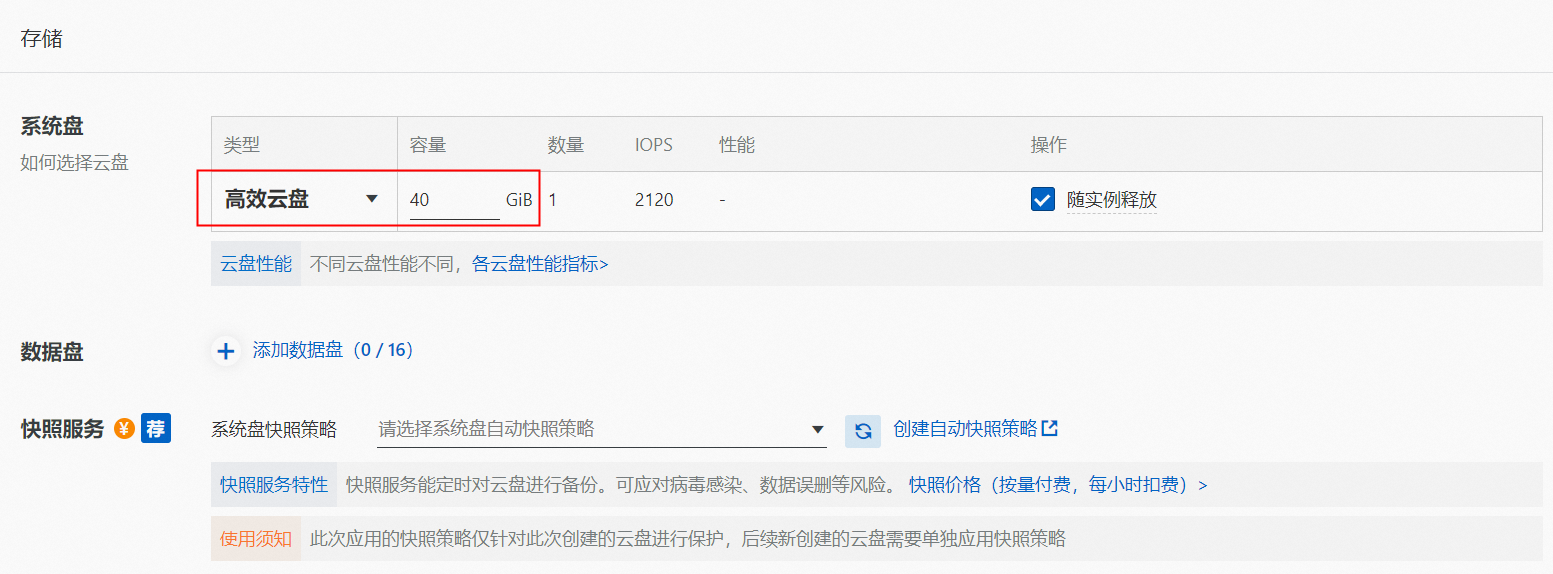 存储
系统盘
如何选择云盘
类型 容量 数量 IOPS 性能 操作
高效云盘 40 GiB 1 2120 - 随实例释放
云盘性能 不同云盘性能不同，各云盘性能指标>
数据盘 添加数据盘（0 / 16）
快照服务 ¥ 荐 系统盘快照策略 请选择系统盘自动快照策略 创建自动快照策略
快照服务特性 快照服务能定时对云盘进行备份。可应对病毒感染、数据误删等风险。 快照价格（按量付费，每小时扣费）>
使用须知 此次应用的快照策略仅针对此次创建的云盘进行保护，后续新创建的云盘需要单独应用快照策略